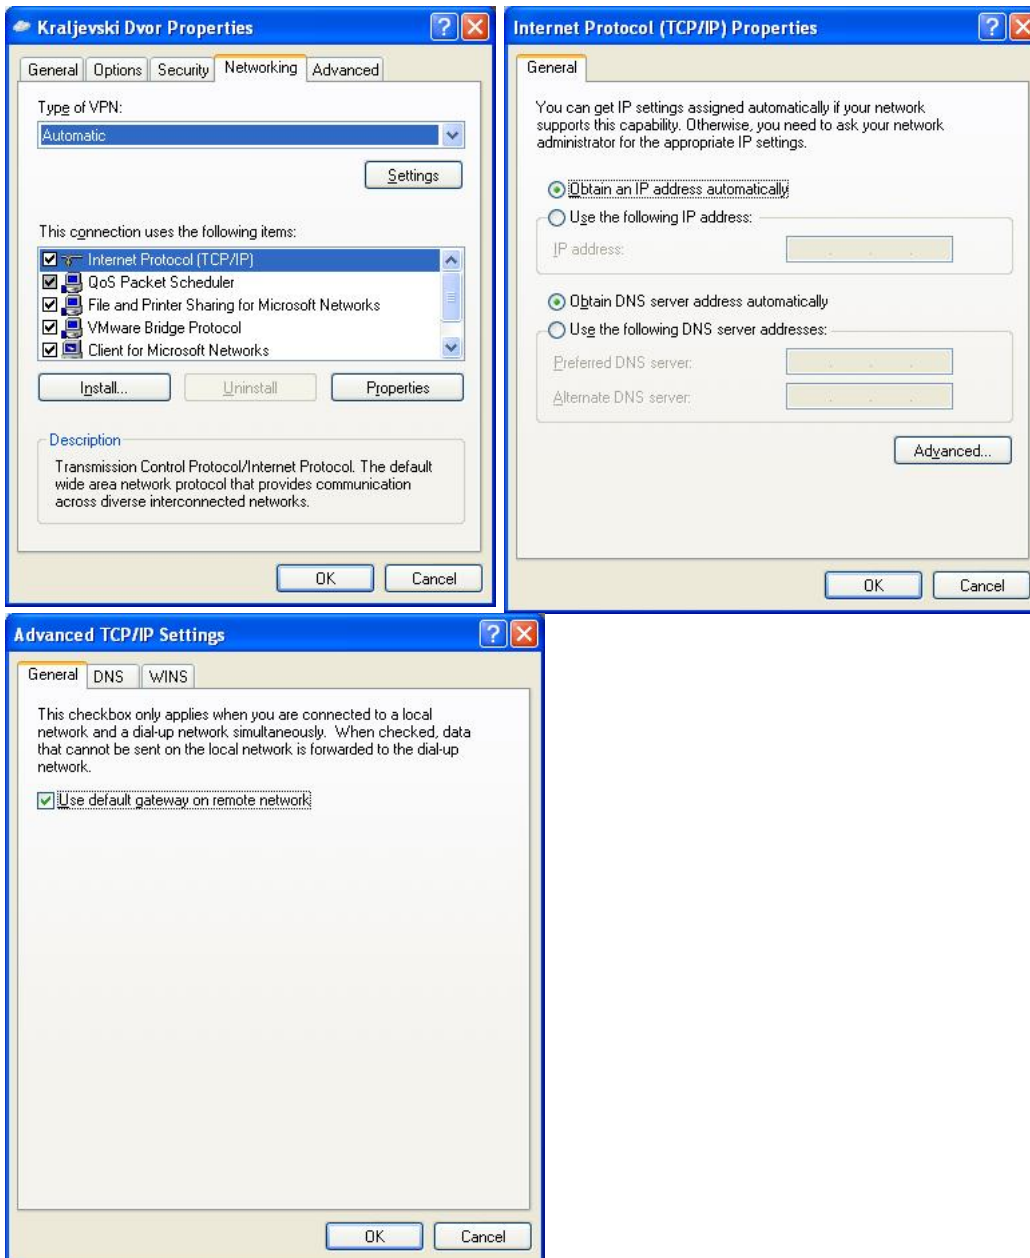 Kraljevski Dvor Properties
General Options Security Networking Advanced
Type of VPN:
Automatic
Settings
This connection uses the following items:
Internet Protocol (TCP/IP)
QoS Packet Scheduler
File and Printer Sharing for Microsoft Networks
VMware Bridge Protocol
Client for Microsoft Networks
Install... Uninstall Properties
Description
Transmission Control Protocol/Internet Protocol. The default
wide area network protocol that provides communication
across diverse interconnected networks.
OK Cancel
Internet Protocol (TCP/IP) Properties
General
You can get IP settings assigned automatically if your network
supports this capability. Otherwise, you need to ask your network
administrator for the appropriate IP settings.
Obtain an IP address automatically
Use the following IP address:
IP address:
Obtain DNS server address automatically
Use the following DNS server addresses:
Preferred DNS server:
Alternate DNS server:
Advanced...
OK Cancel
Advanced TCP/IP Settings
General DNS WINS
This checkbox only applies when you are connected to a local
network and a dial-up network simultaneously. When checked, data
that cannot be sent on the local network is forwarded to the dial-up
network.
Use default gateway on remote network
OK Cancel